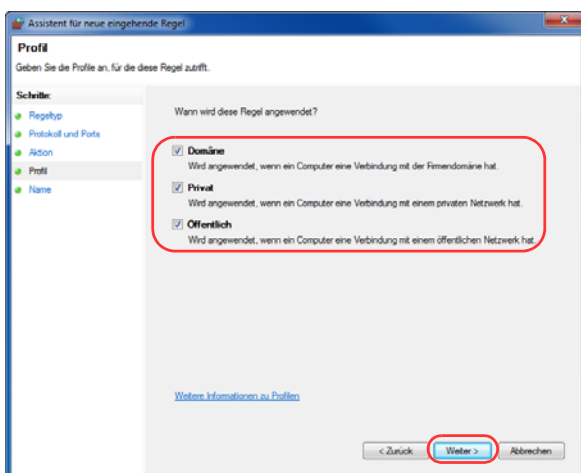 Assistent für neue eingehende Regel
Profil
Geben Sie die Profile an, für die diese Regel zutrifft.
Schritte:
Regeltyp
Protokoll und Ports
Aktion
Profil
Name
Wann wird diese Regel angewendet?
Domäne
Wird angewendet, wenn ein Computer eine Verbindung mit der Firmendomäne hat.
Privat
Wird angewendet, wenn ein Computer eine Verbindung mit einem privaten Netzwerk hat.
Öffentlich
Wird angewendet, wenn ein Computer eine Verbindung mit einem öffentlichen Netzwerk hat.
Weitere Informationen zu Profilen
< Zurück Weiter > Abbrechen